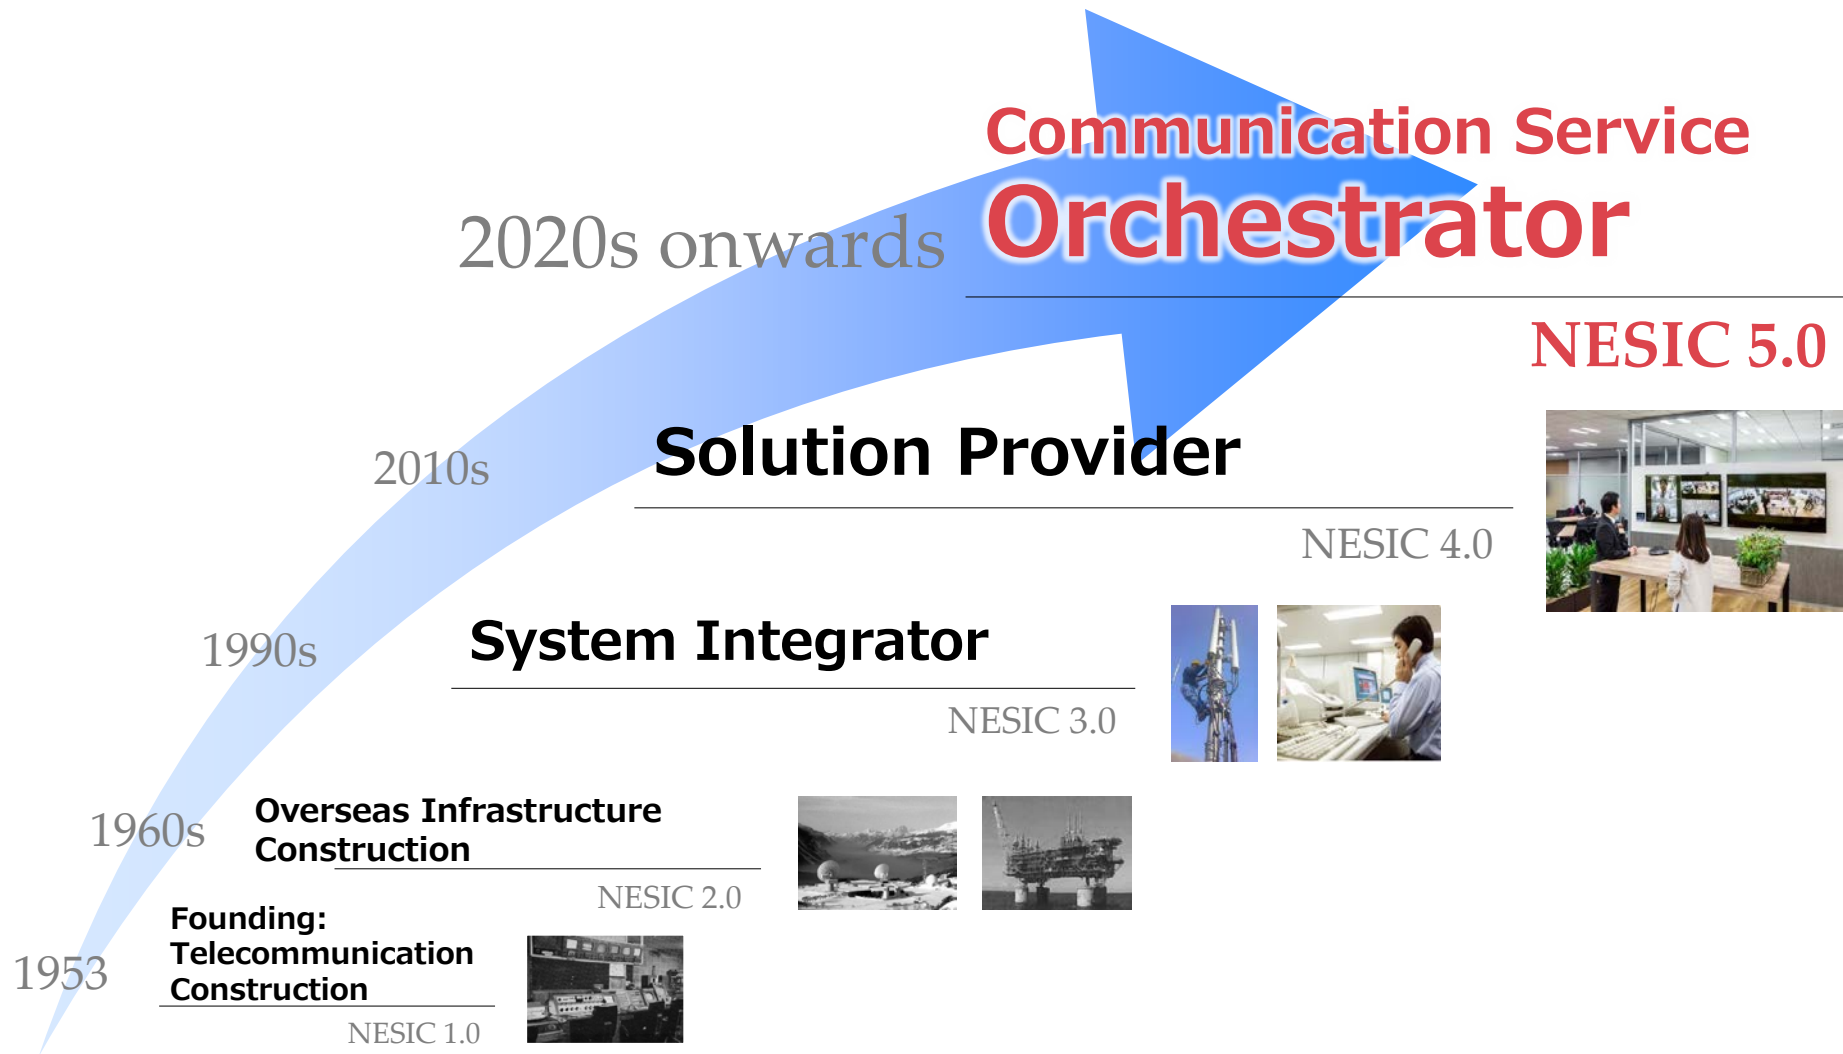 Communication Service
2020s onwards
Orchestrator
NESIC 5.0
2010s
Solution Provider
NESIC 4.0
1990s
System Integrator
NESIC 3.0
1960s
Overseas Infrastructure
Construction
NESIC 2.0
1953
Founding:
Telecommunication
Construction
NESIC 1.0